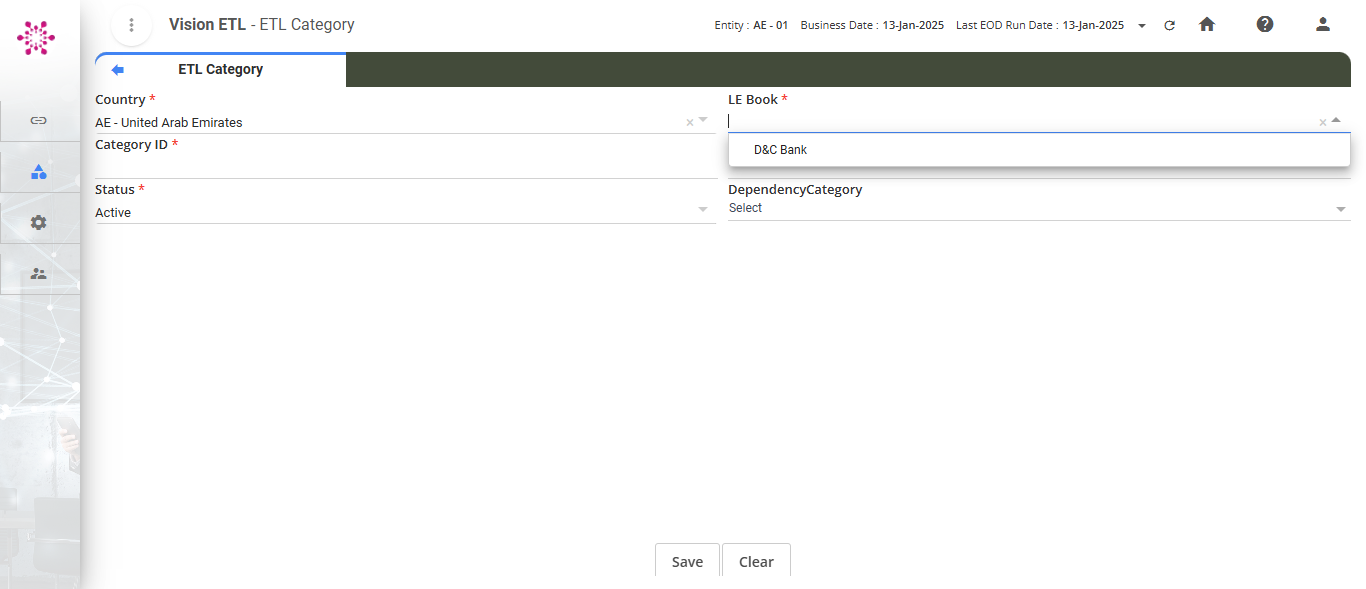 Vision ETL - ETL Category
Entity : AE - 01 Business Date : 13-Jan-2025 Last EOD Run Date : 13-Jan-2025
ETL Category
Country *
LE Book *
AE - United Arab Emirates
Category ID *
D&C Bank
Status *
DependencyCategory
Active
Select
Save
Clear